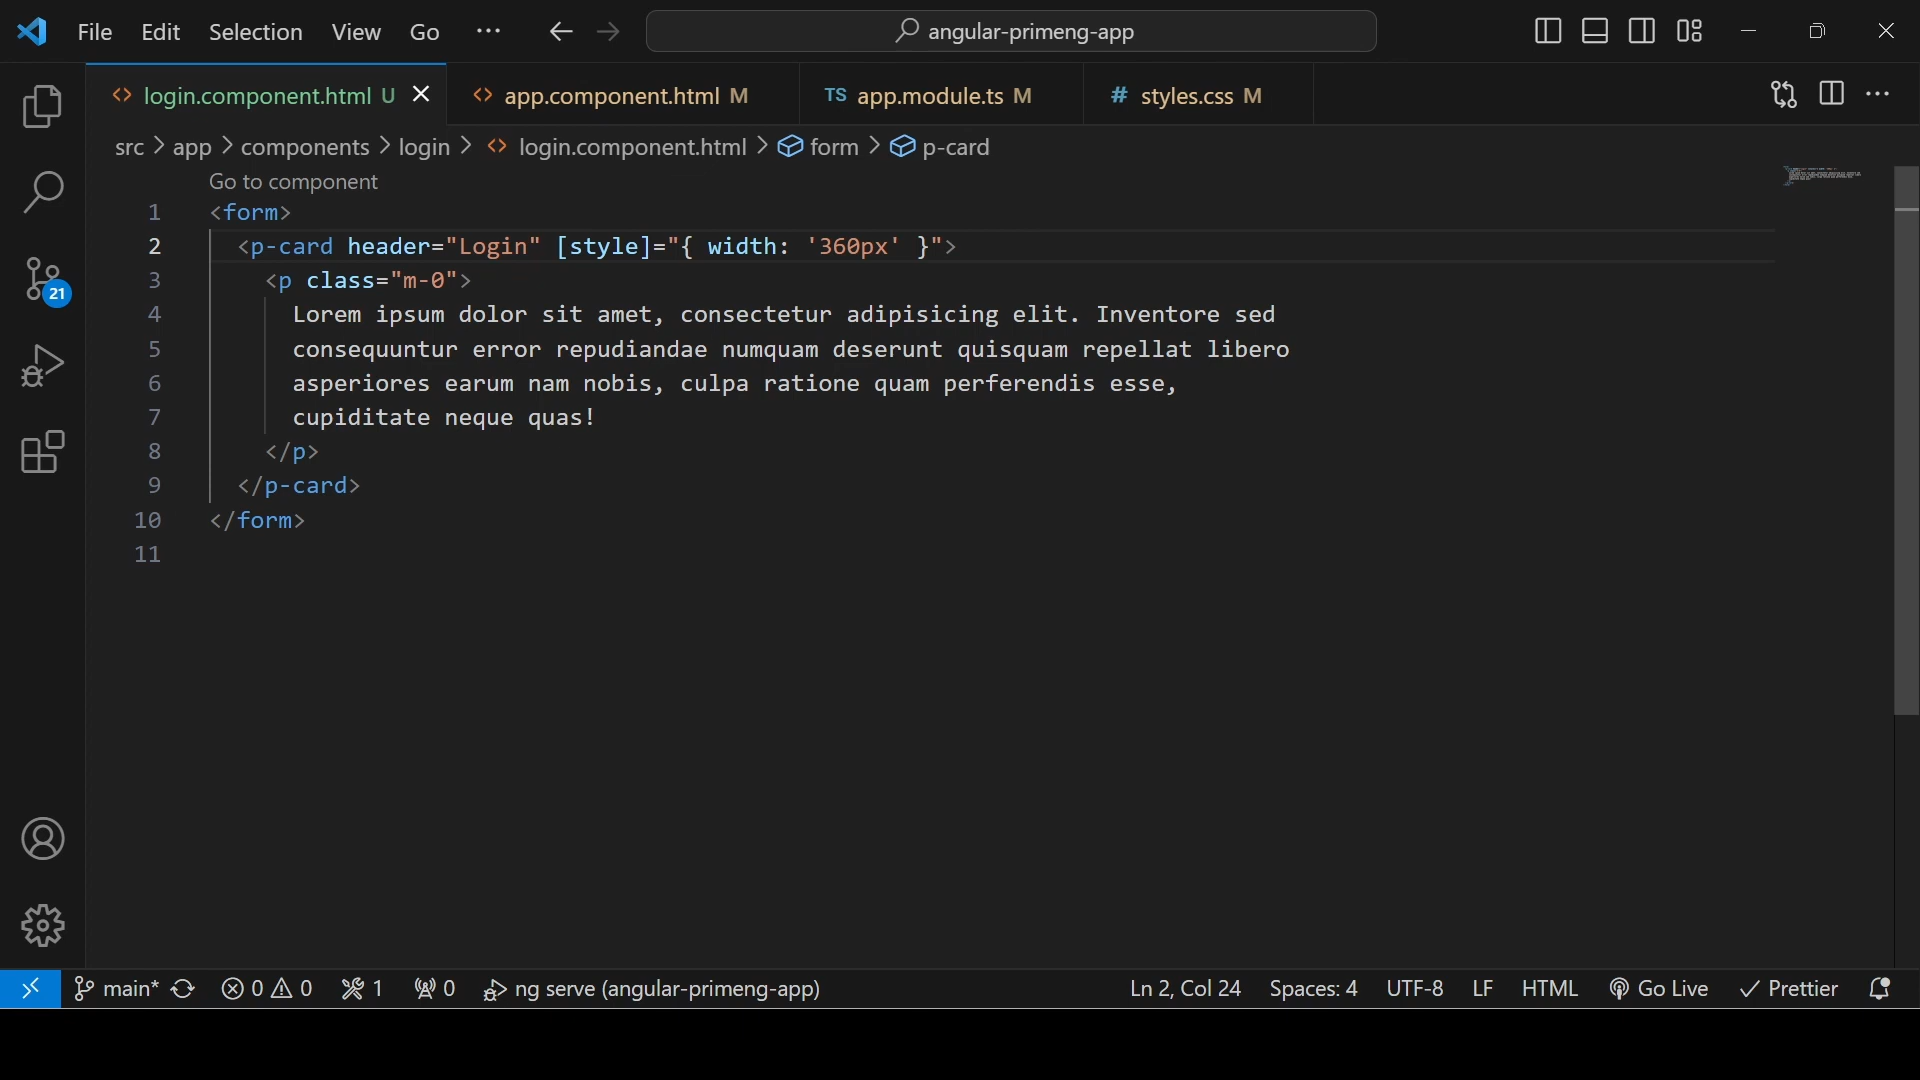 File Edit Selection View Go ··· angular-primeng-app
login.component.html U app.component.html M TS app.module.ts M # styles.css M
src > app > components > login > login.component.html > form > p-card
Go to component
1 <form>
2 <p-card header="Login" [style]="{ width: '360px' }">
3 <p class="m-0">
4 Lorem ipsum dolor sit amet, consectetur adipisicing elit. Inventore sed
5 consequuntur error repudiandae numquam deserunt quisquam repellat libero
6 asperiores earum nam nobis, culpa ratione quam perferendis esse,
7 cupiditate neque quas!
8 </p>
9 </p-card>
10 </form>
11
21
main* 0 0 1 0 ng serve (angular-primeng-app) Ln 2, Col 24 Spaces: 4 UTF-8 LF HTML Go Live Prettier